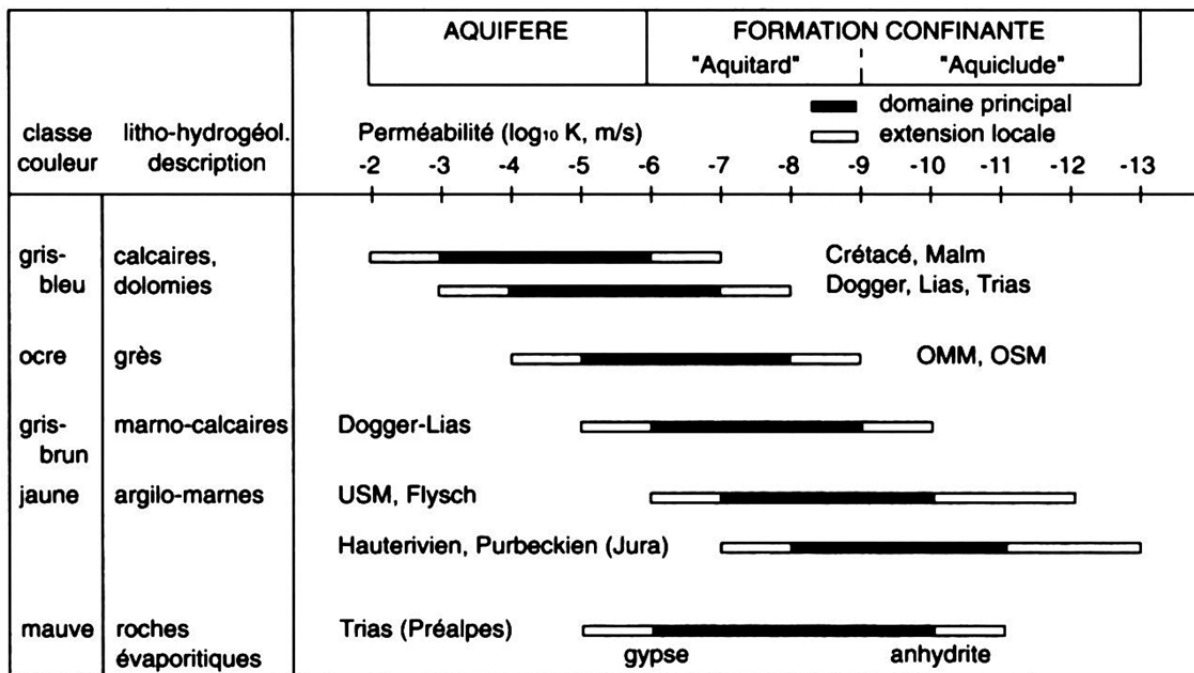 AQUIFERE FORMATION CONFINANTE
"Aquitard" "Aquiclude"
domaine principal
classe litho-hydrogéol. Perméabilité (log₁₀ K, m/s) extension locale
couleur description
-2 -3 -4 -5 -6 -7 -8 -9 -10 -11 -12 -13
gris- calcaires, Crétacé, Malm
bleu dolomies Dogger, Lias, Trias
ocre grès OMM, OSM
gris- marno-calcaires Dogger-Lias
brun
jaune argilo-marnes USM, Flysch
Hauterivien, Purbeckien (Jura)
mauve roches Trias (Préalpes)
évaporitiques gypse anhydrite